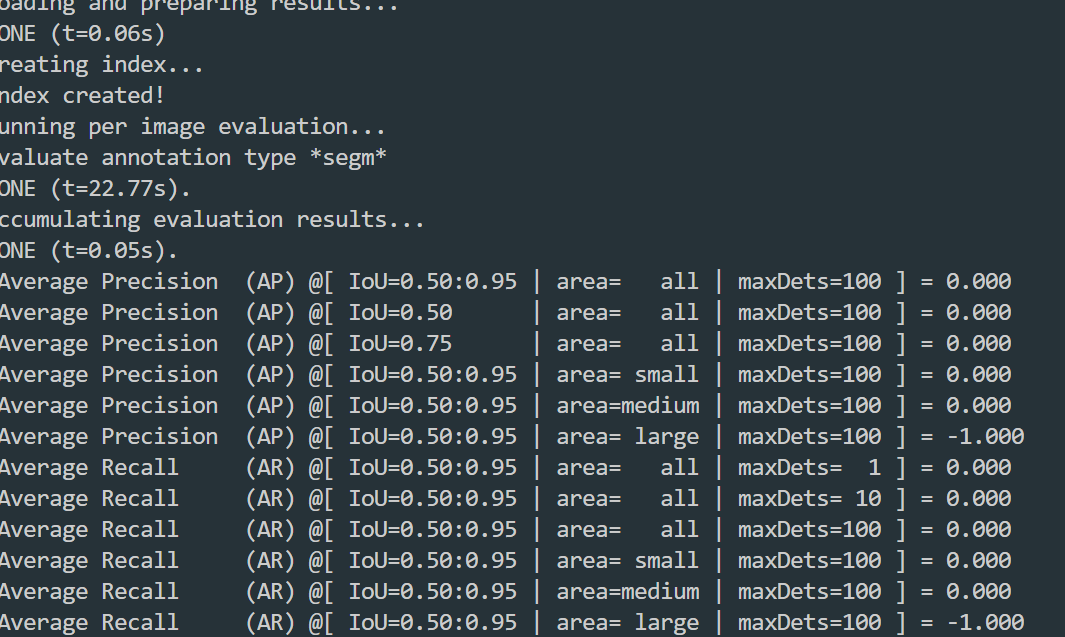 oading and preparing results...
ONE (t=0.06s)
reating index...
ndex created!
unning per image evaluation...
valuate annotation type *segm*
ONE (t=22.77s).
ccumulating evaluation results...
ONE (t=0.05s).
Average Precision  (AP) @[ IoU=0.50:0.95 | area=   all | maxDets=100 ] = 0.000
Average Precision  (AP) @[ IoU=0.50      | area=   all | maxDets=100 ] = 0.000
Average Precision  (AP) @[ IoU=0.75      | area=   all | maxDets=100 ] = 0.000
Average Precision  (AP) @[ IoU=0.50:0.95 | area= small | maxDets=100 ] = 0.000
Average Precision  (AP) @[ IoU=0.50:0.95 | area=medium | maxDets=100 ] = 0.000
Average Precision  (AP) @[ IoU=0.50:0.95 | area= large | maxDets=100 ] = -1.000
Average Recall     (AR) @[ IoU=0.50:0.95 | area=   all | maxDets=  1 ] = 0.000
Average Recall     (AR) @[ IoU=0.50:0.95 | area=   all | maxDets= 10 ] = 0.000
Average Recall     (AR) @[ IoU=0.50:0.95 | area=   all | maxDets=100 ] = 0.000
Average Recall     (AR) @[ IoU=0.50:0.95 | area= small | maxDets=100 ] = 0.000
Average Recall     (AR) @[ IoU=0.50:0.95 | area=medium | maxDets=100 ] = 0.000
Average Recall     (AR) @[ IoU=0.50:0.95 | area= large | maxDets=100 ] = -1.000